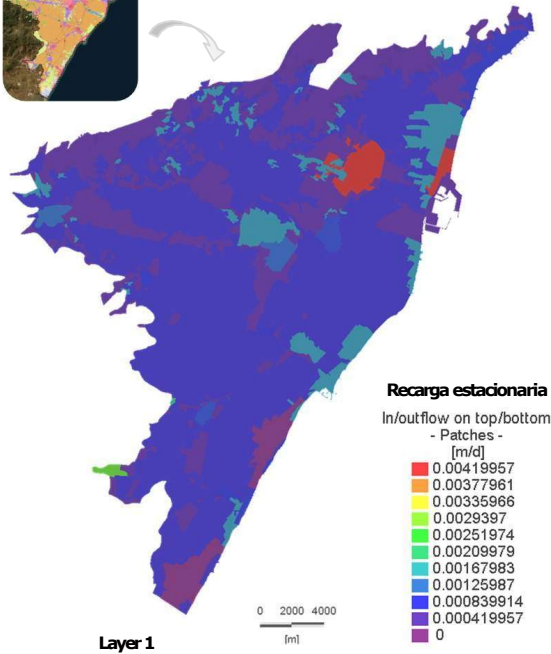 Recarga estacionaria
In/outflow on top/bottom
- Patches -
[m/d]
0.00419957
0.00377961
0.00335966
0.0029397
0.00251974
0.00209979
0.00167983
0.00125987
0.000839914
0.000419957
0
0 2000 4000
[m]
Layer 1